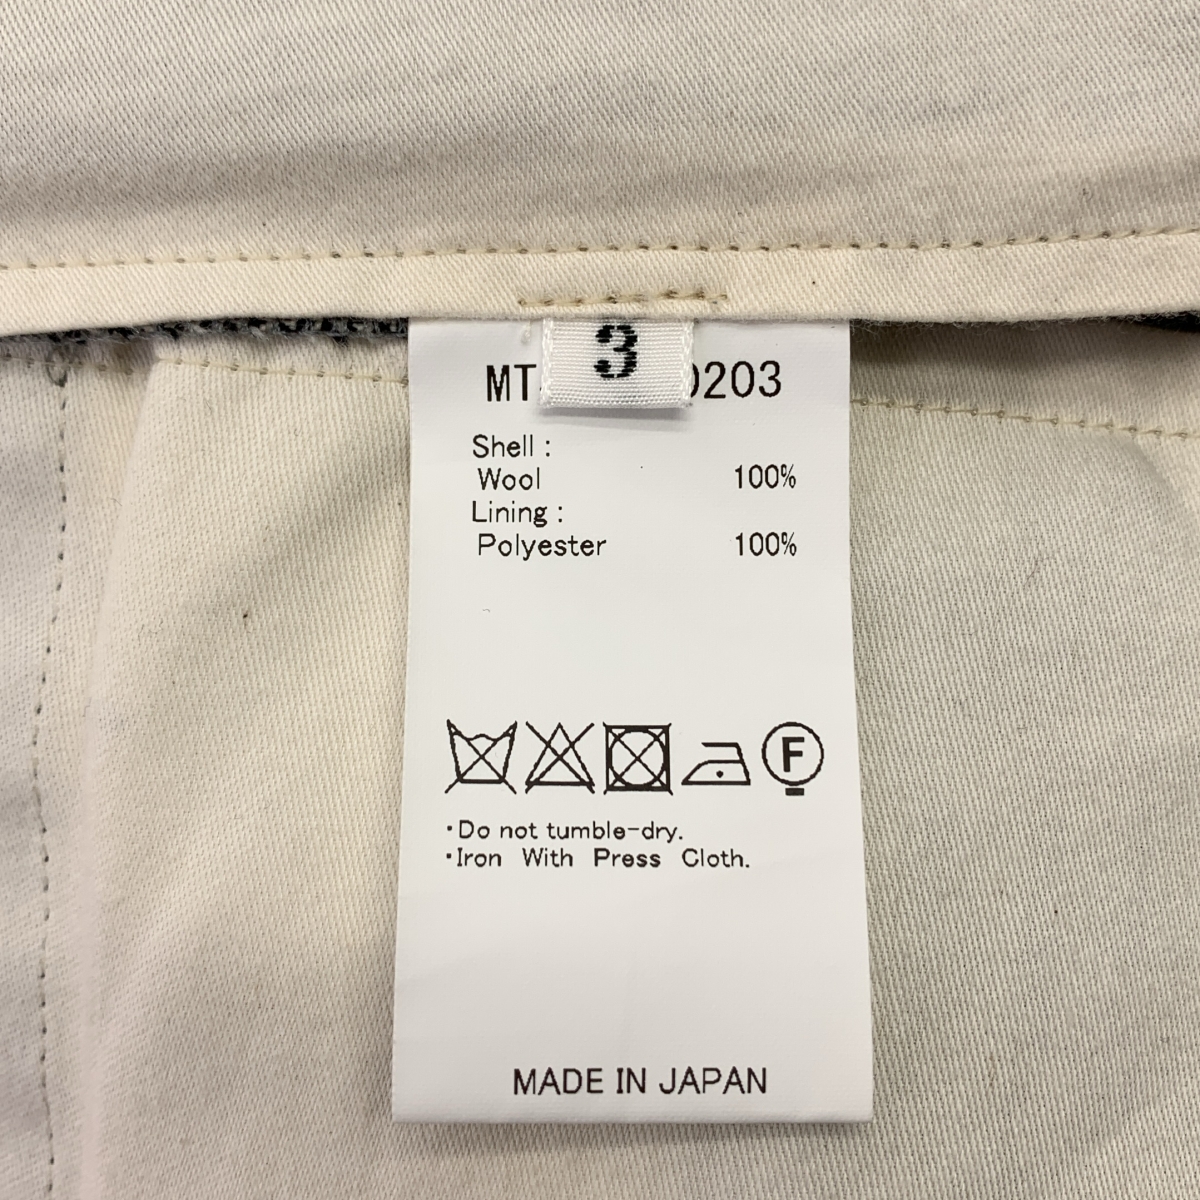 3
MT 0203
Shell :
Wool 100%
Lining :
Polyester 100%
F
・Do not tumble-dry.
・Iron With Press Cloth.
MADE IN JAPAN